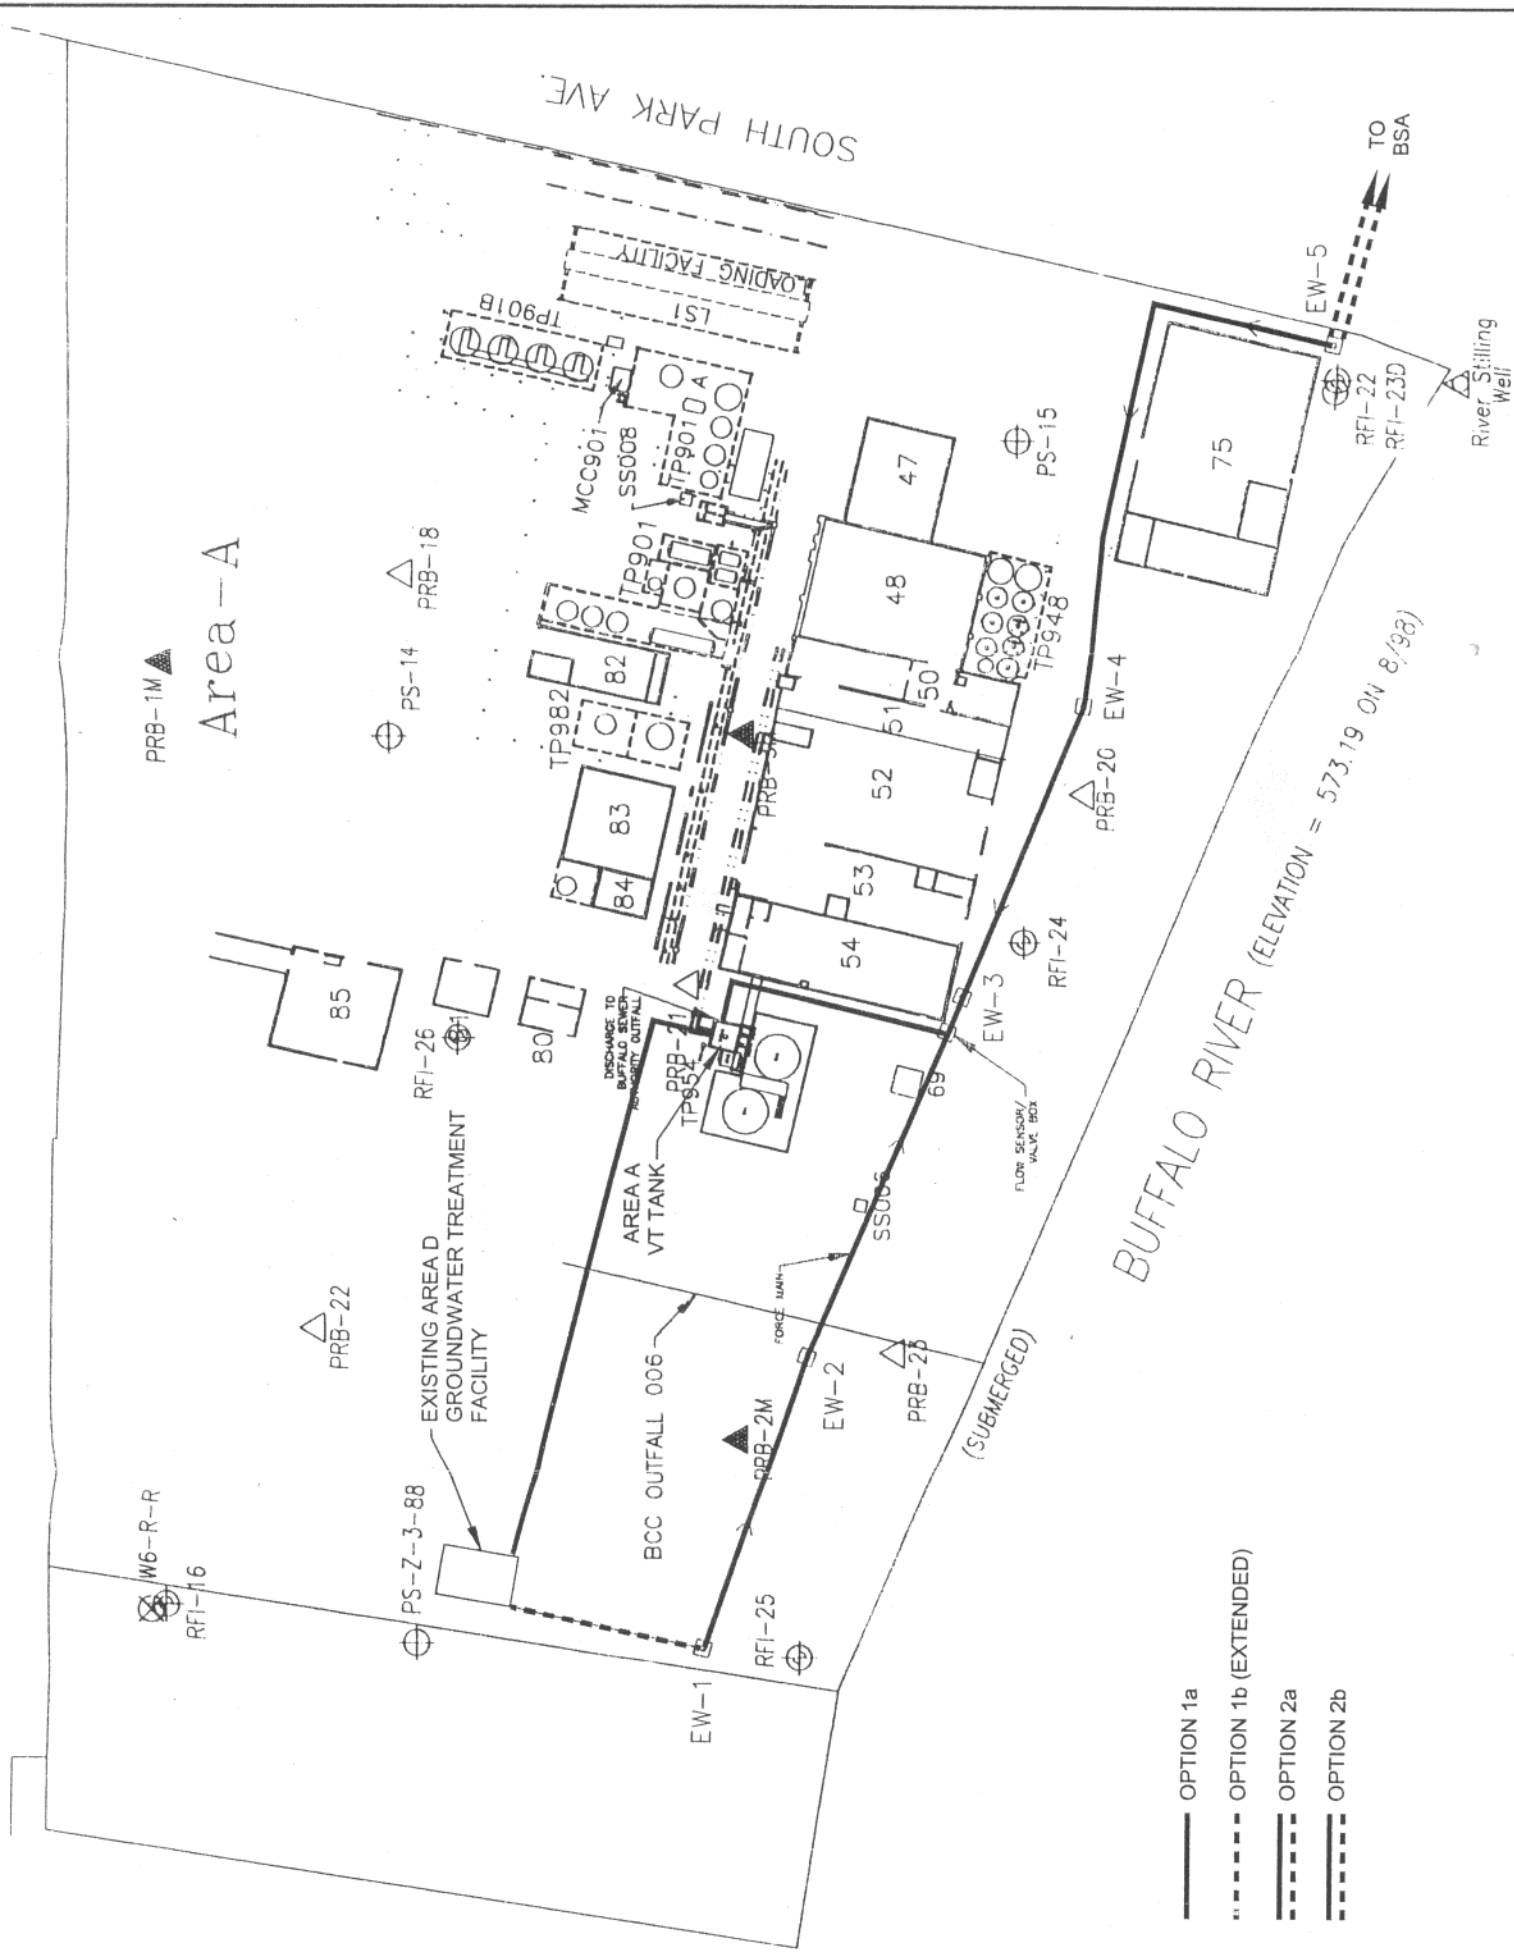 SOUTH PARK AVE.
Area-A
PRB-1M
PRB-18
PS-14
TP901B
LOADING FACILITY
LS1
MCC901
SS008
TP901D A
TP901
TP982
82
83
84
85
RFI-26
81
80
47
48
50
51
52
53
54
TP948
PS-15
75
EW-5
TO
BSA
RFI-22
RFI-23D
River Stilling
Well
EW-4
PRB-20
RFI-24
EW-3
69
FLOW SENSOR/
VALVE BOX
DISCHARGE TO
BUFFALO SEWER
AUTHORITY OUTFALL
PRB-21
TP954
AREA A
VT TANK
SS006
FORCE MAIN
BCC OUTFALL 006
EW-2
PRB-23
PRB-2M
PRB-22
EXISTING AREA D
GROUNDWATER TREATMENT
FACILITY
PS-Z-3-88
W6-R-R
RFI-16
RFI-25
EW-1
(SUBMERGED)
BUFFALO RIVER (ELEVATION = 573.19 ON 8/98)
OPTION 1a
OPTION 1b (EXTENDED)
OPTION 2a
OPTION 2b